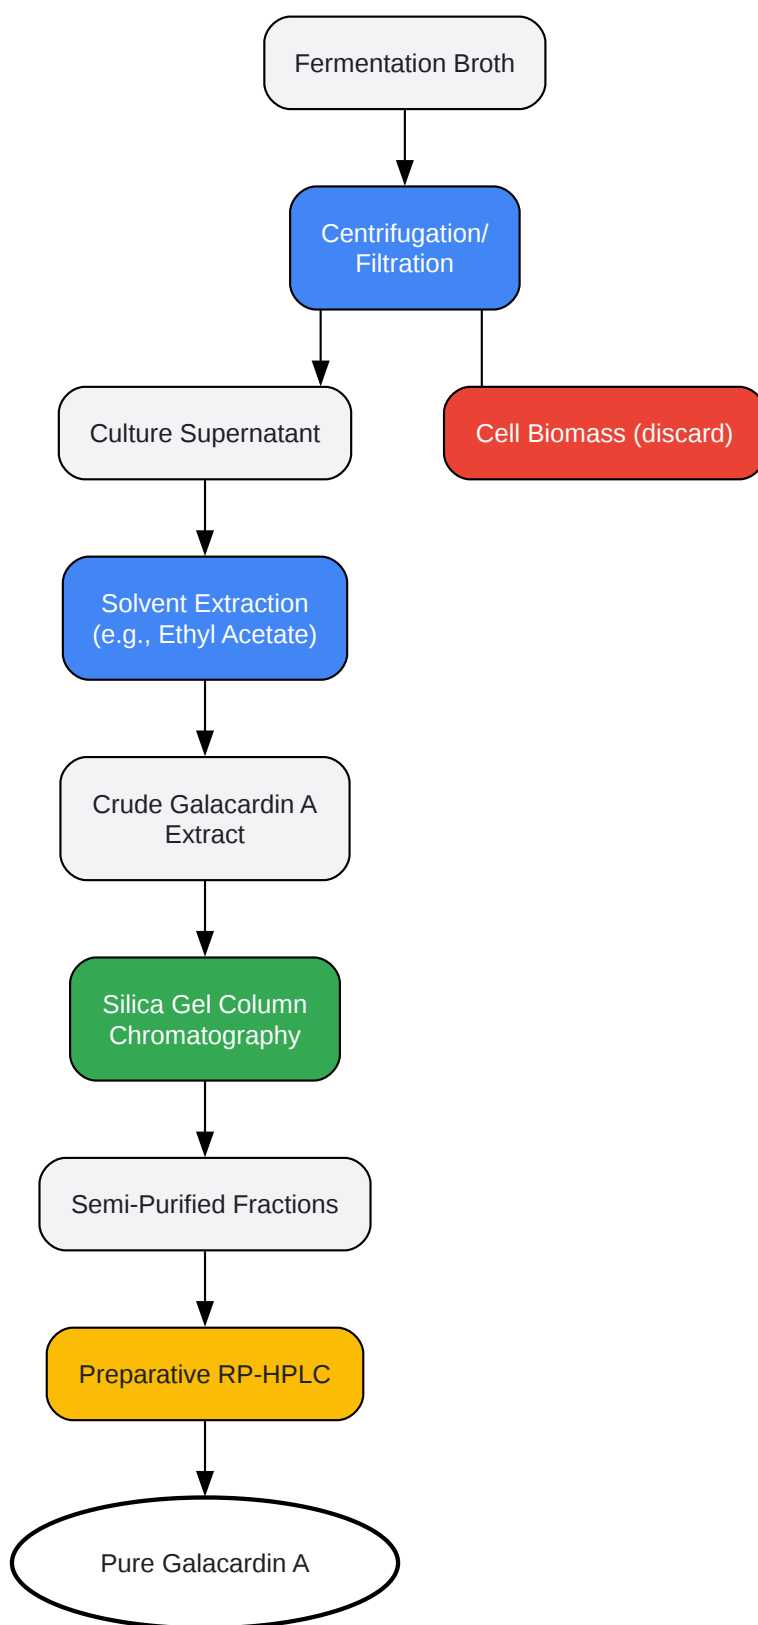 Fermentation Broth
Centrifugation/
Filtration
Culture Supernatant
Cell Biomass (discard)
Solvent Extraction
(e.g., Ethyl Acetate)
Crude Galacardin A
Extract
Silica Gel Column
Chromatography
Semi-Purified Fractions
Preparative RP-HPLC
Pure Galacardin A